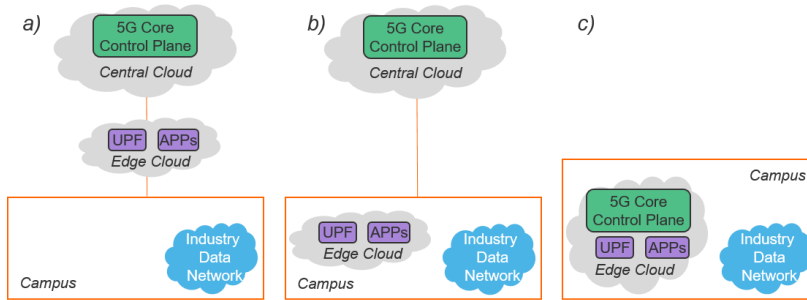 a)
5G Core
Control Plane
Central Cloud
UPF APPs
Edge Cloud
Industry
Data
Network
Campus
b)
5G Core
Control Plane
Central Cloud
UPF APPs
Edge Cloud
Industry
Data
Network
Campus
c)
Campus
5G Core
Control Plane
UPF APPs
Edge Cloud
Industry
Data
Network